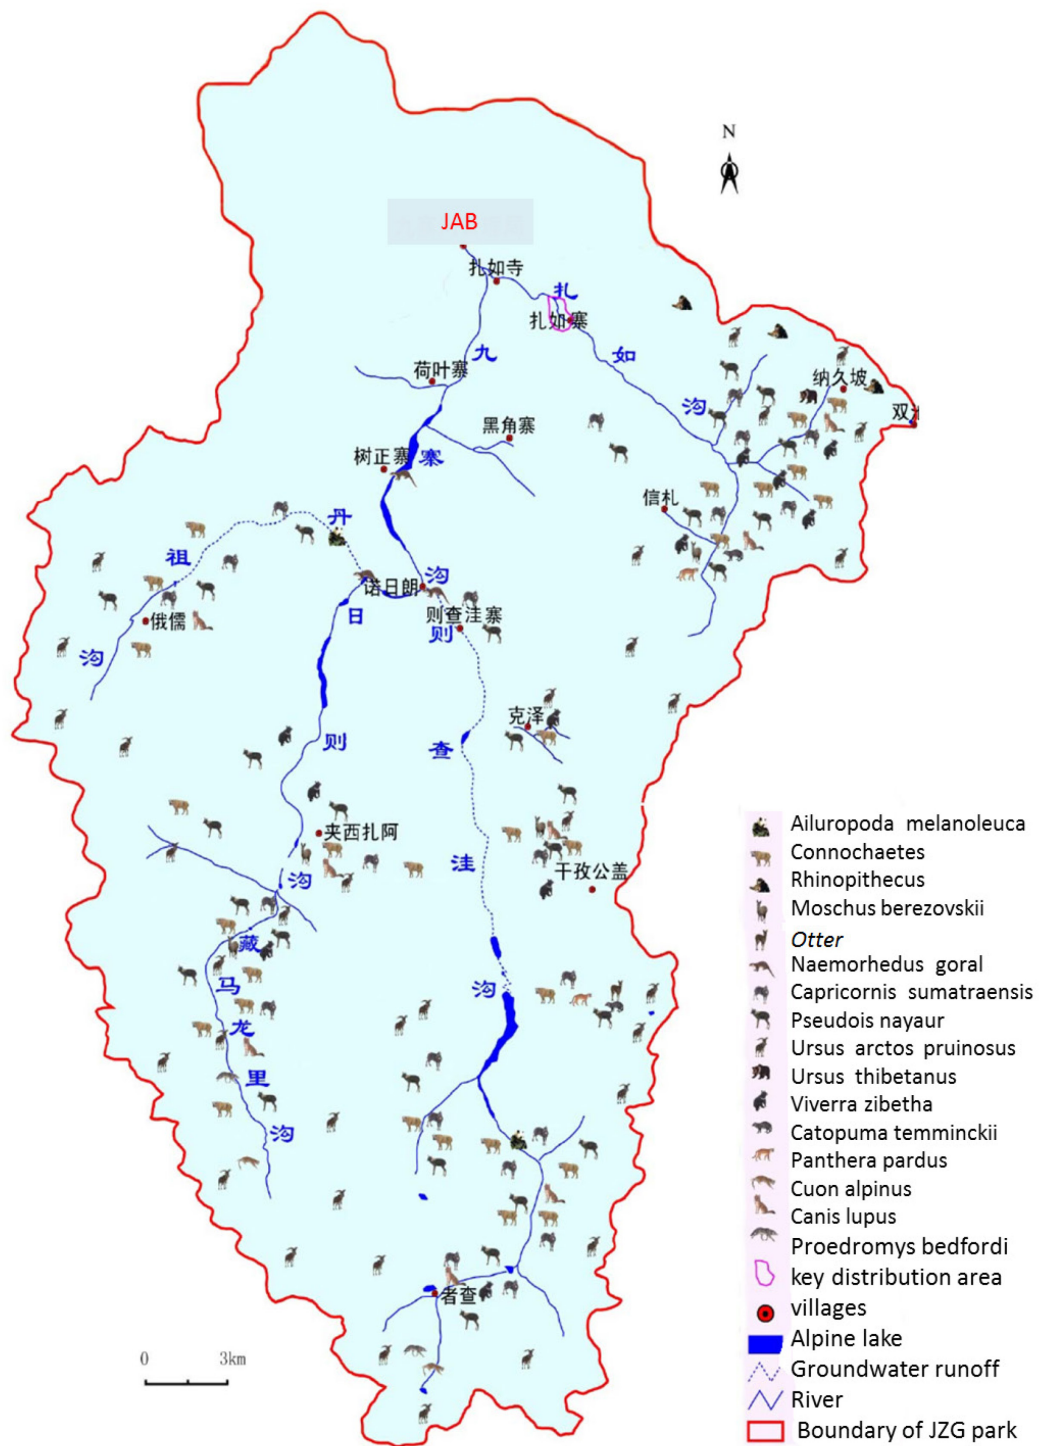 N
JAB
扎如寺
扎
扎如寨
如
九
荷叶寨
纳久坡
沟
双
黑角寨
树正寨
寨
信札
丹
祖
沟
诺日朗
日
则查洼寨
则
俄儒
沟
克泽
则
查
夹西扎阿
洼
干孜公盖
沟
藏
马
沟
龙
里
沟
者查
0 3km
Ailuropoda melanoleuca
Connochaetes
Rhinopithecus
Moschus berezovskii
Otter
Naemorhedus goral
Capricornis sumatraensis
Pseudois nayaur
Ursus arctos pruinosus
Ursus thibetanus
Viverra zibetha
Catopuma temminckii
Panthera pardus
Cuon alpinus
Canis lupus
Proedromys bedfordi
key distribution area
villages
Alpine lake
Groundwater runoff
River
Boundary of JZG park